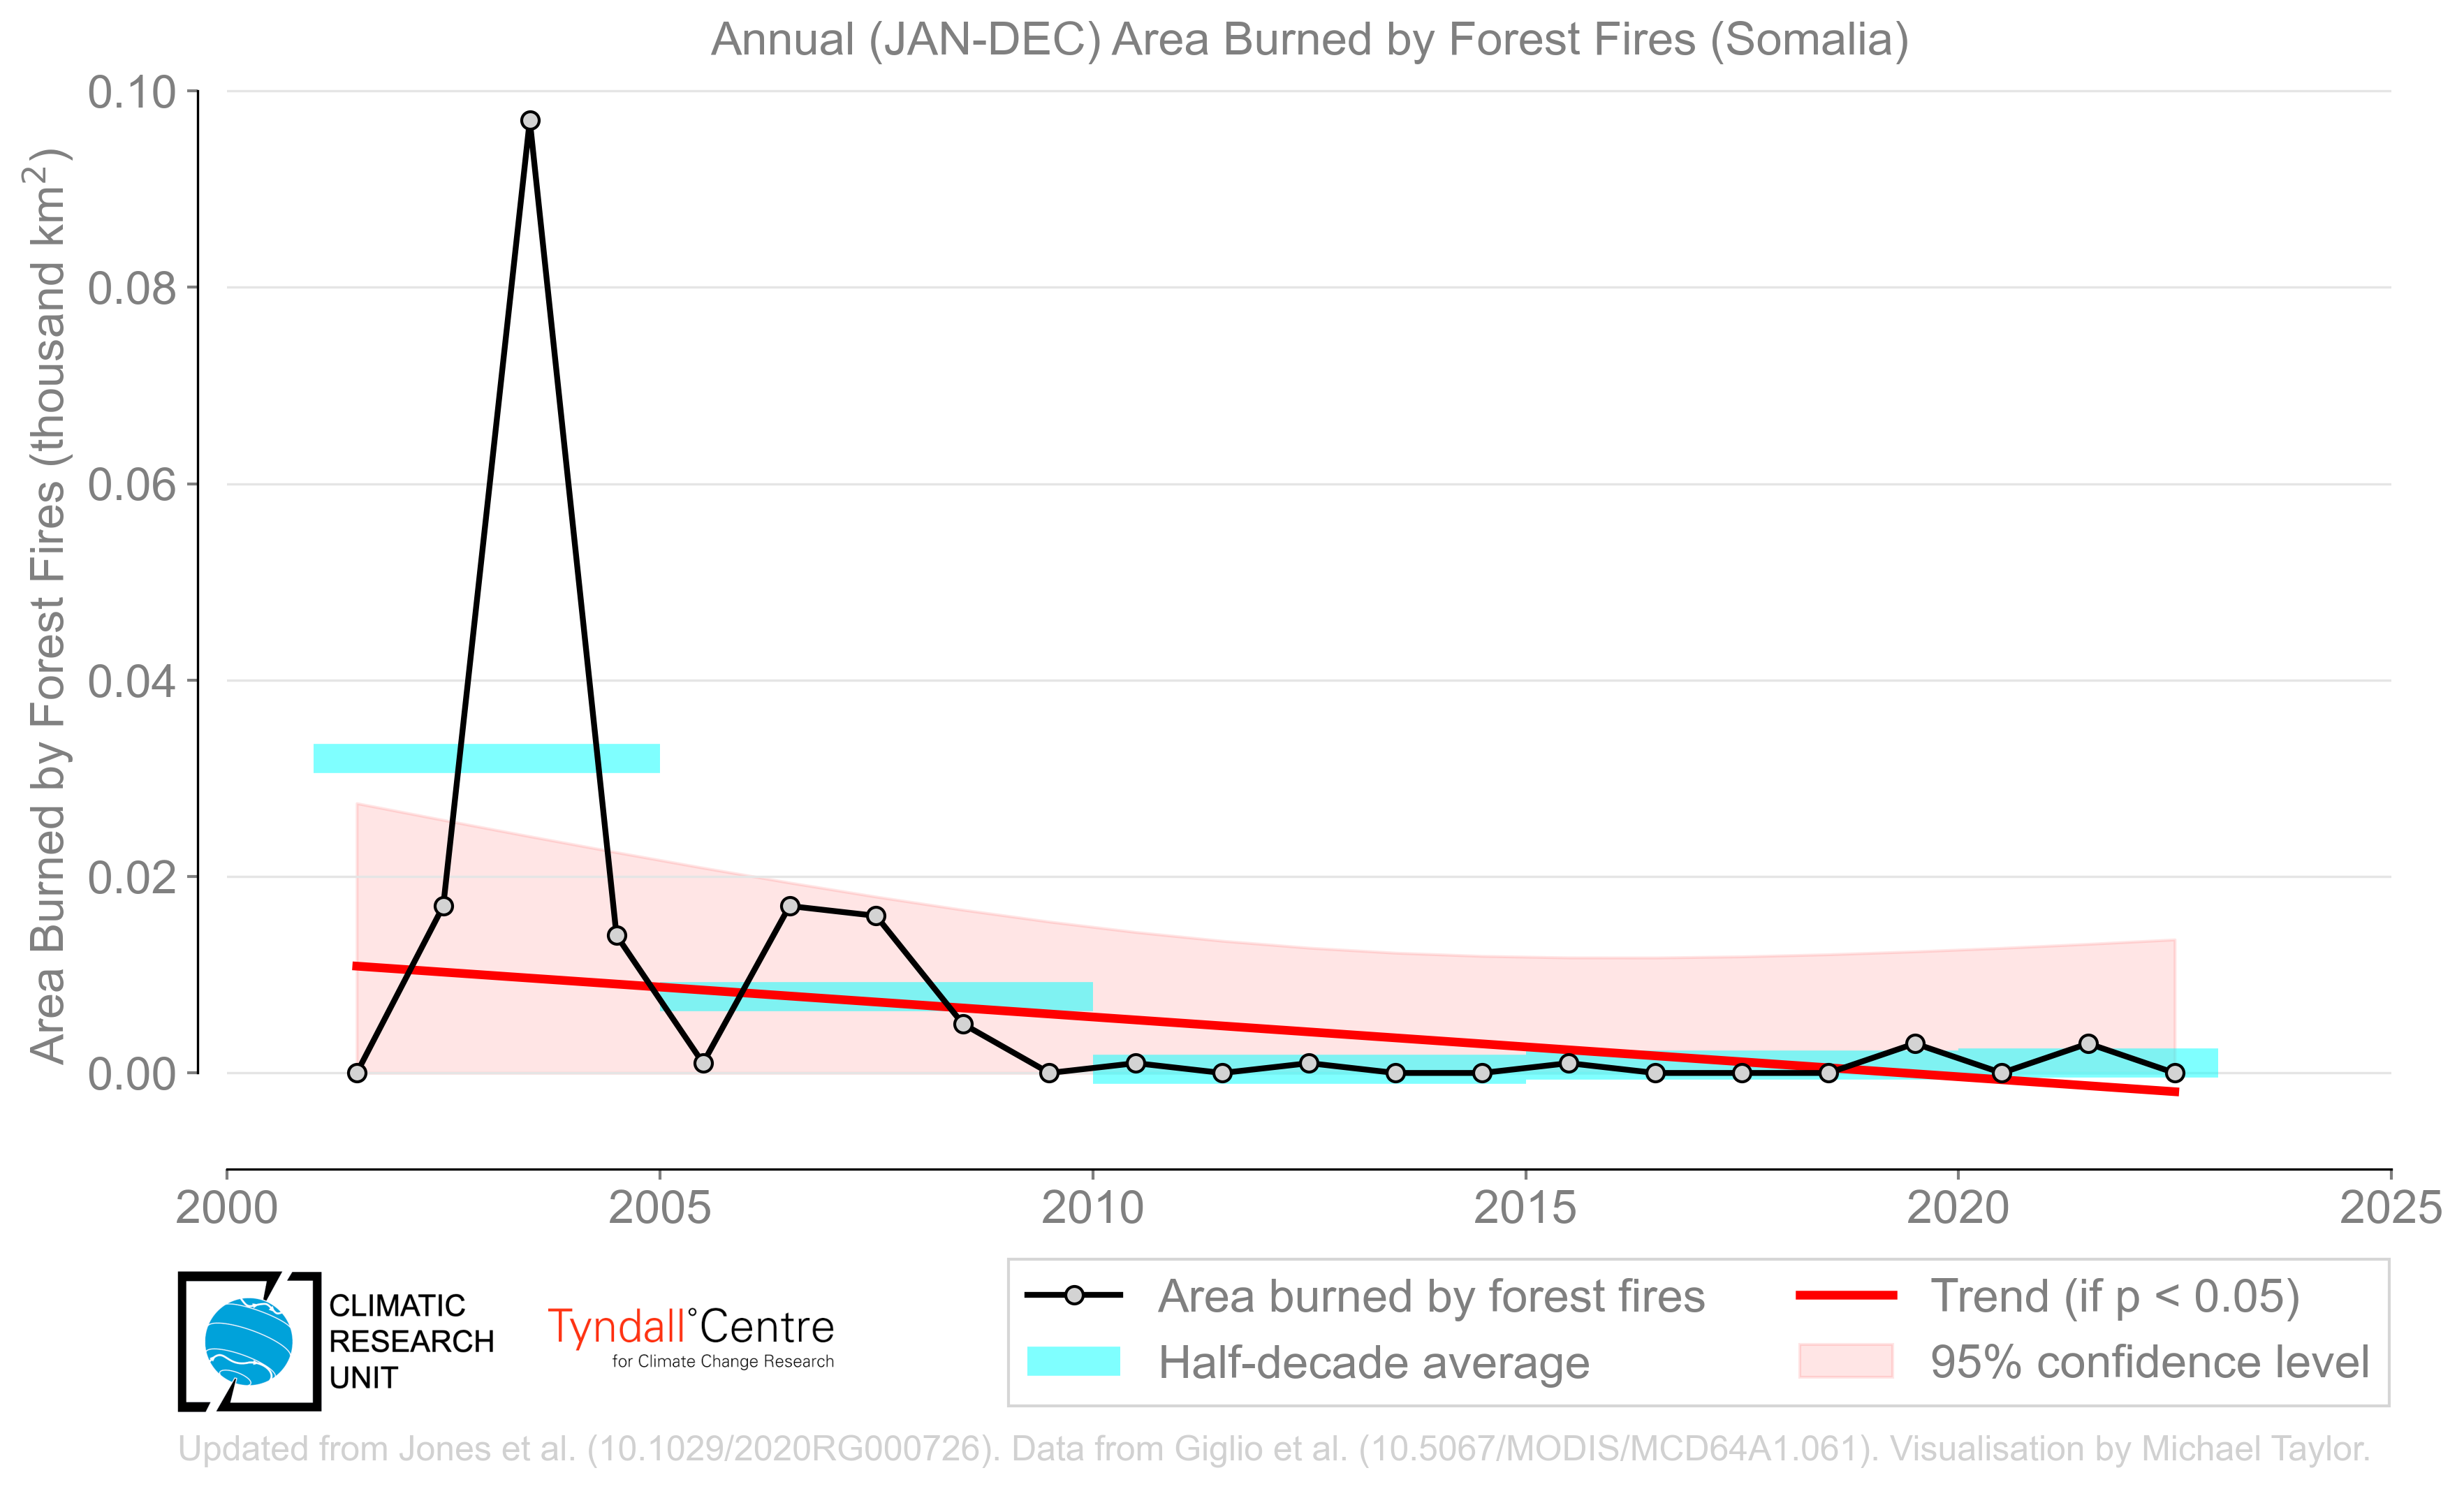 Annual (JAN-DEC) Area Burned by Forest Fires (Somalia)
Area Burned by Forest Fires (thousand km²)
0.10
0.08
0.06
0.04
0.02
0.00
2000 2005 2010 2015 2020 2025
CLIMATIC
RESEARCH
UNIT
Tyndall°Centre
for Climate Change Research
Area burned by forest fires
Half-decade average
Trend (if p < 0.05)
95% confidence level
Updated from Jones et al. (10.1029/2020RG000726). Data from Giglio et al. (10.5067/MODIS/MCD64A1.061). Visualisation by Michael Taylor.